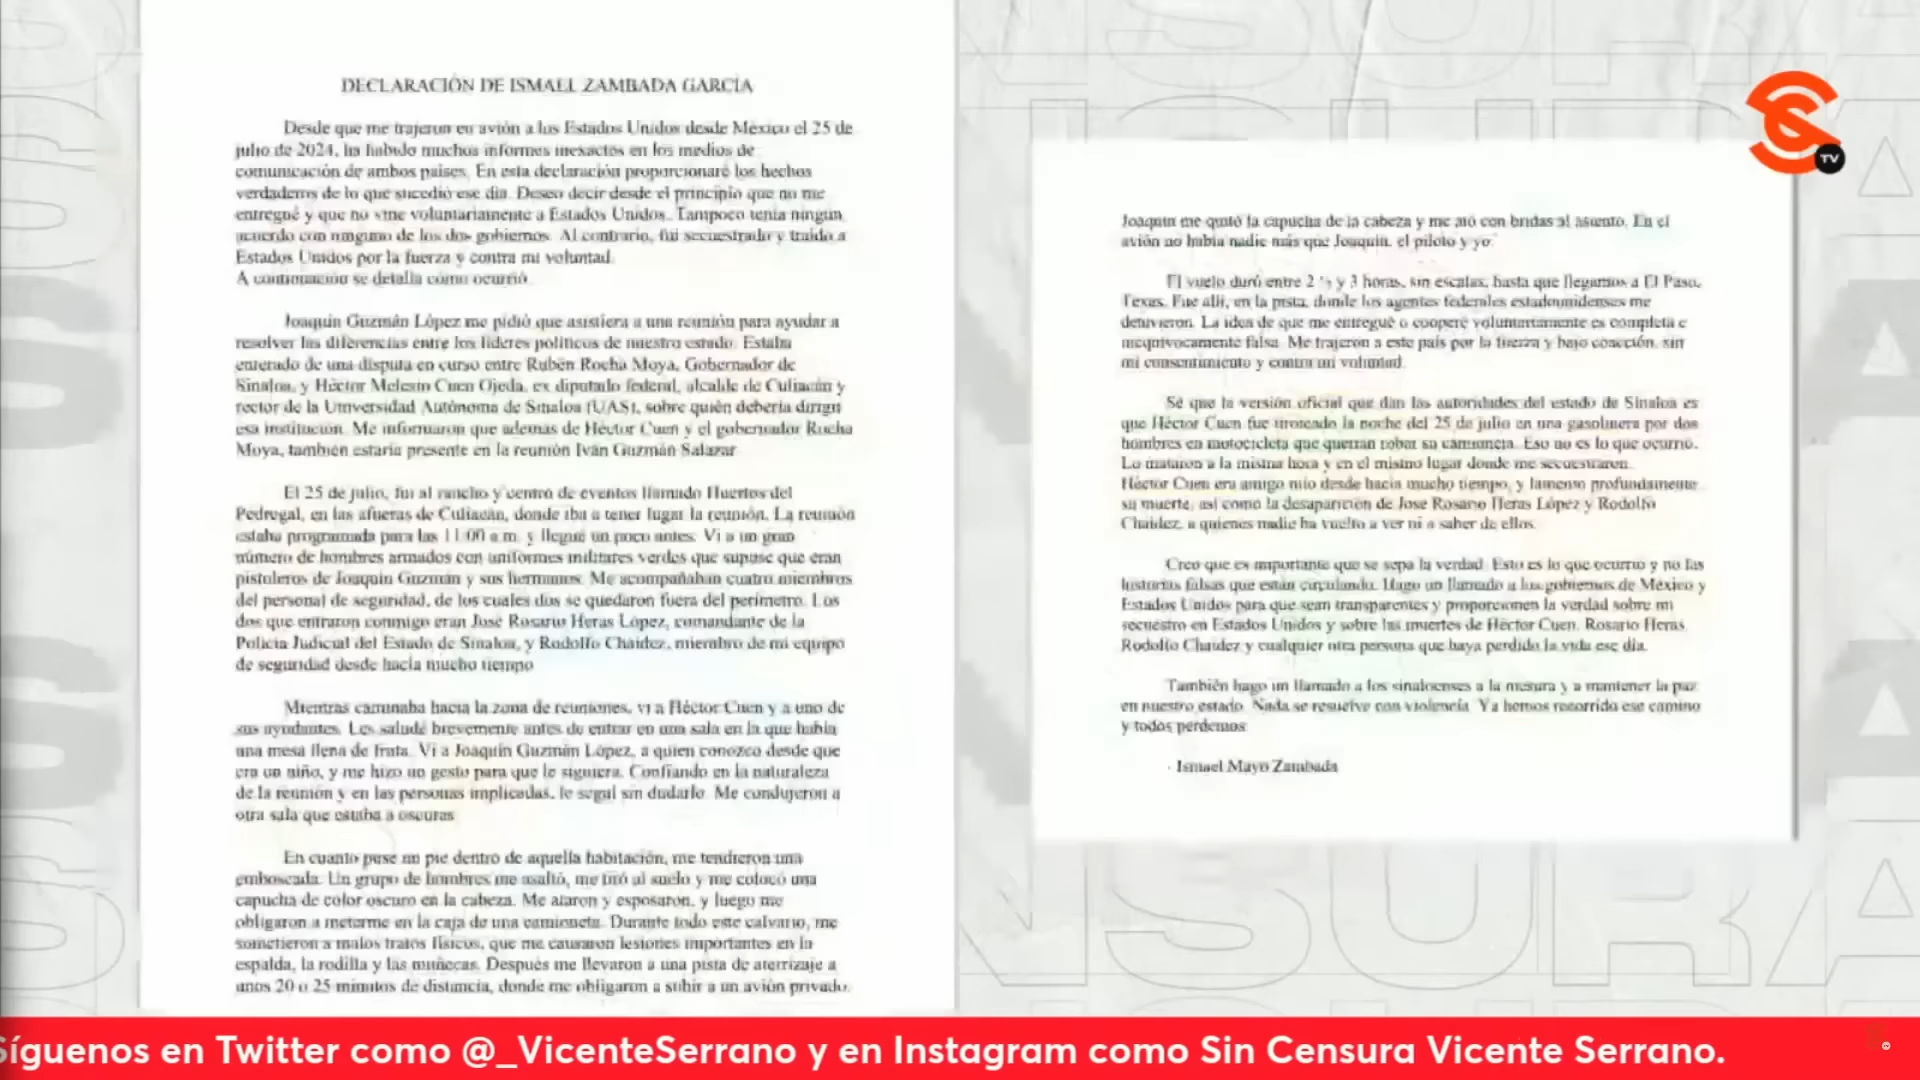 DECLARACIÓN DE ISMAEL ZAMBADA GARCÍA
Desde que me trajeron en avión a los Estados Unidos desde México el 25 de
julio de 2024, ha habido muchos informes inexactos en los medios de
comunicación de ambos países. En esta declaración proporcionaré los hechos
verdaderos de lo que sucedió ese día. Deseo decir desde el principio que no me
entregué y que no vine voluntariamente a Estados Unidos. Tampoco tenía ningún
acuerdo con ninguno de los dos gobiernos. Al contrario, fui secuestrado y traído a
Estados Unidos por la fuerza y contra mi voluntad.
A continuación se detalla cómo ocurrió.
Joaquín Guzmán López me pidió que asistiera a una reunión para ayudar a
resolver las diferencias entre los líderes políticos de nuestro estado. Estaba
enterado de una disputa en curso entre Rubén Rocha Moya, Gobernador de
Sinaloa, y Héctor Melesio Cuen Ojeda, ex diputado federal, alcalde de Culiacán y
rector de la Universidad Autónoma de Sinaloa (UAS), sobre quién debería dirigir
esa institución. Me informaron que además de Héctor Cuen y el gobernador Rocha
Moya, también estaría presente en la reunión Iván Guzmán Salazar.
El 25 de julio, fui al rancho y centro de eventos llamado Huertos del
Pedregal, en las afueras de Culiacán, donde iba a tener lugar la reunión. La reunión
estaba programada para las 11:00 a.m. y llegué un poco antes. Vi a un gran
número de hombres armados con uniformes militares verdes que supuse que eran
pistoleros de Joaquín Guzmán y sus hermanos. Me acompañaban cuatro miembros
del personal de seguridad, de los cuales dos se quedaron fuera del perímetro. Los
dos que entraron conmigo eran José Rosario Heras López, comandante de la
Policía Judicial del Estado de Sinaloa, y Rodolfo Chaidez, miembro de mi equipo
de seguridad desde hacía mucho tiempo.
Mientras caminaba hacia la zona de reuniones, vi a Héctor Cuen y a uno de
sus ayudantes. Les saludé brevemente antes de entrar en una sala en la que había
una mesa llena de fruta. Vi a Joaquín Guzmán López, a quien conozco desde que
era un niño, y me hizo un gesto para que le siguiera. Confiando en la naturaleza
de la reunión y en las personas implicadas, le seguí sin dudarlo. Me condujeron a
otra sala que estaba a oscuras.
En cuanto puse un pie dentro de aquella habitación, me tendieron una
emboscada. Un grupo de hombres me asaltó, me tiró al suelo y me colocó una
capucha de color oscuro en la cabeza. Me ataron y esposaron, y luego me
obligaron a meterme en la caja de una camioneta. Durante todo este calvario, me
sometieron a malos tratos físicos, que me causaron lesiones importantes en la
espalda, la rodilla y las muñecas. Después me llevaron a una pista de aterrizaje a
unos 20 o 25 minutos de distancia, donde me obligaron a subir a un avión privado.
Joaquín me quitó la capucha de la cabeza y me ató con bridas al asiento. En el
avión no había nadie más que Joaquín, el piloto y yo.
El vuelo duró entre 2 ½ y 3 horas, sin escalas, hasta que llegamos a El Paso,
Texas. Fue allí, en la pista, donde los agentes federales estadounidenses me
detuvieron. La idea de que me entregué o cooperé voluntariamente es completa e
inequívocamente falsa. Me trajeron a este país por la fuerza y bajo coacción, sin
mi consentimiento y contra mi voluntad.
Sé que la versión oficial que dan las autoridades del estado de Sinaloa es
que Héctor Cuen fue tiroteado la noche del 25 de julio en una gasolinera por dos
hombres en motocicleta que querían robar su camioneta. Eso no es lo que ocurrió.
Lo mataron a la misma hora y en el mismo lugar donde me secuestraron.
Héctor Cuen era amigo mío desde hacía mucho tiempo, y lamento profundamente
su muerte, así como la desaparición de José Rosario Heras López y Rodolfo
Chaidez, a quienes nadie ha vuelto a ver ni a saber de ellos.
Creo que es importante que se sepa la verdad. Esto es lo que ocurrió y no las
historias falsas que están circulando. Hago un llamado a los gobiernos de México y
Estados Unidos para que sean transparentes y proporcionen la verdad sobre mi
secuestro en Estados Unidos y sobre las muertes de Héctor Cuen, Rosario Heras,
Rodolfo Chaidez y cualquier otra persona que haya perdido la vida ese día.
También hago un llamado a los sinaloenses a la mesura y a mantener la paz
en nuestro estado. Nada se resuelve con violencia. Ya hemos recorrido ese camino
y todos perdemos.
- Ismael Mayo Zambada
TV
Síguenos en Twitter como @_VicenteSerrano y en Instagram como Sin Censura Vicente Serrano.